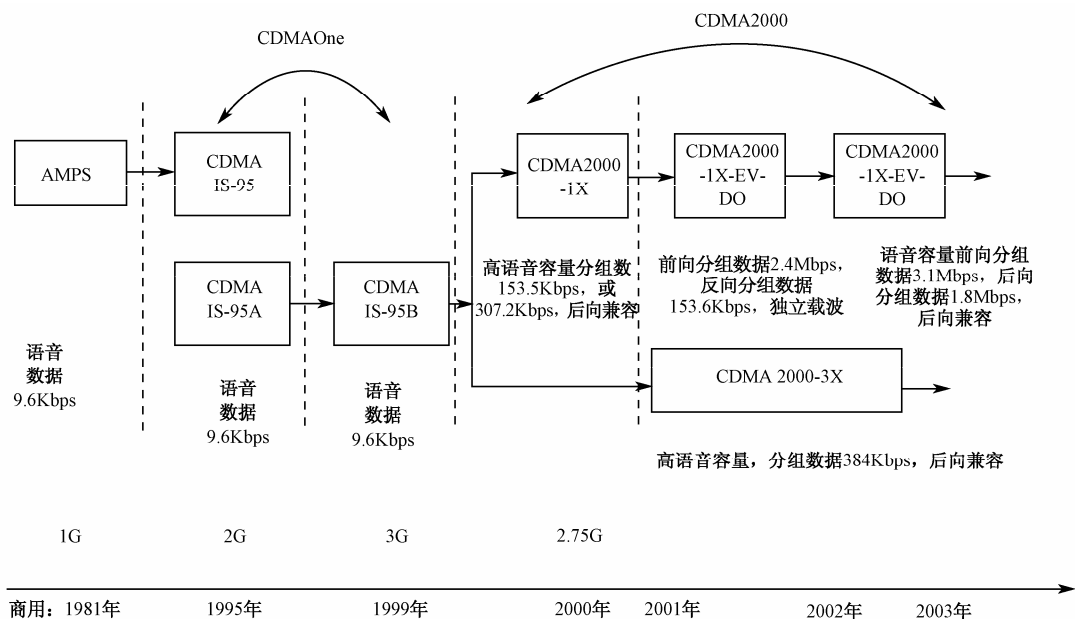 CDMAOne
CDMA2000
AMPS
CDMA
IS-95
CDMA2000
-1X
CDMA2000
-1X-EV-
DO
CDMA2000
-1X-EV-
DO
高语音容量分组数
153.5Kbps，或
307.2Kbps，后向兼容
前向分组数据2.4Mbps，
反向分组数据
153.6Kbps，独立载波
语音容量前向分组
数据3.1Mbps，后向
分组数据1.8Mbps，
后向兼容
CDMA
IS-95A
CDMA
IS-95B
语音
数据
9.6Kbps
语音
数据
9.6Kbps
语音
数据
9.6Kbps
CDMA 2000-3X
高语音容量，分组数据384Kbps，后向兼容
1G
2G
3G
2.75G
商用：1981年 1995年 1999年 2000年 2001年 2002年 2003年